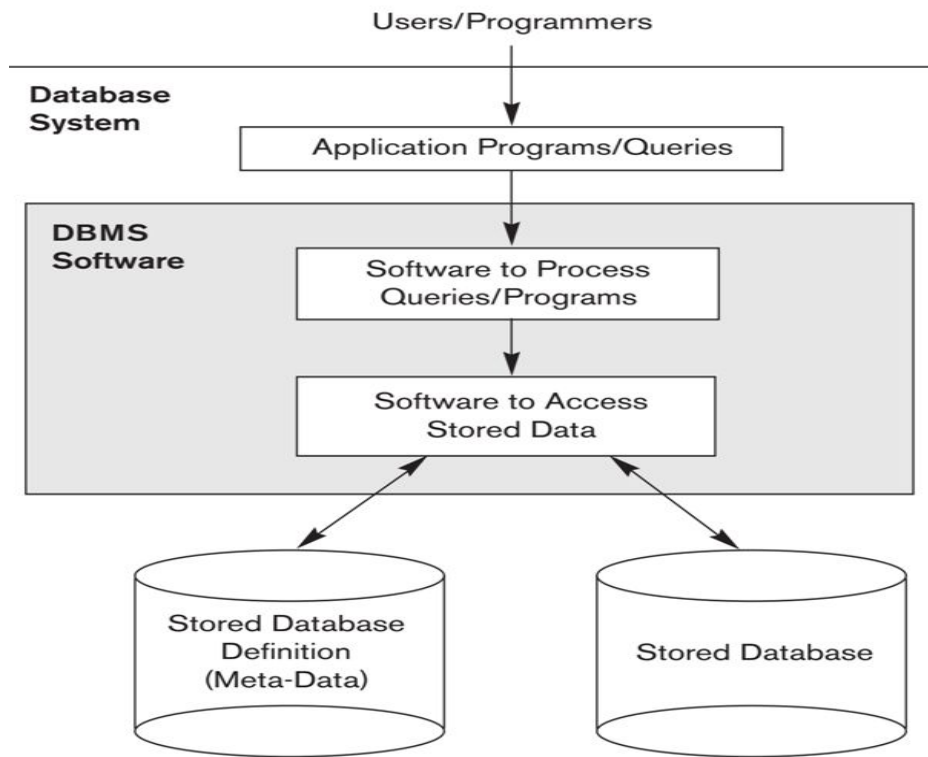 Users/Programmers
Database
System
Application Programs/Queries
DBMS
Software
Software to Process
Queries/Programs
Software to Access
Stored Data
Stored Database
Definition
(Meta-Data)
Stored Database